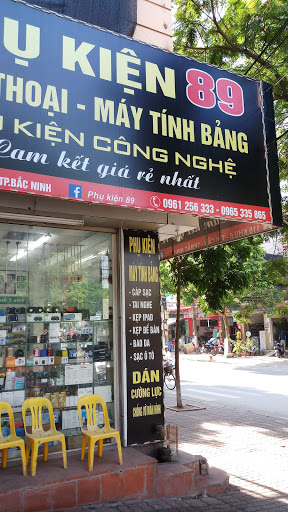 Ụ KIỆN 89
THOẠI - MÁY TÍNH BẢNG
KIỆN CÔNG NGHỆ
Cam kết giá rẻ nhất
TP.BẮC NINH
Phụ kiện 89
0961 256 333 - 0965 335 865
PHỤ KIỆN
MÁY TÍNH BẢNG
- CÁP SẠC
- TAI NGHE
- KẸP IPAD
- KẸP ĐỂ BÀN
- BAO DA
- SẠC Ô TÔ
DÁN
CƯỜNG LỰC